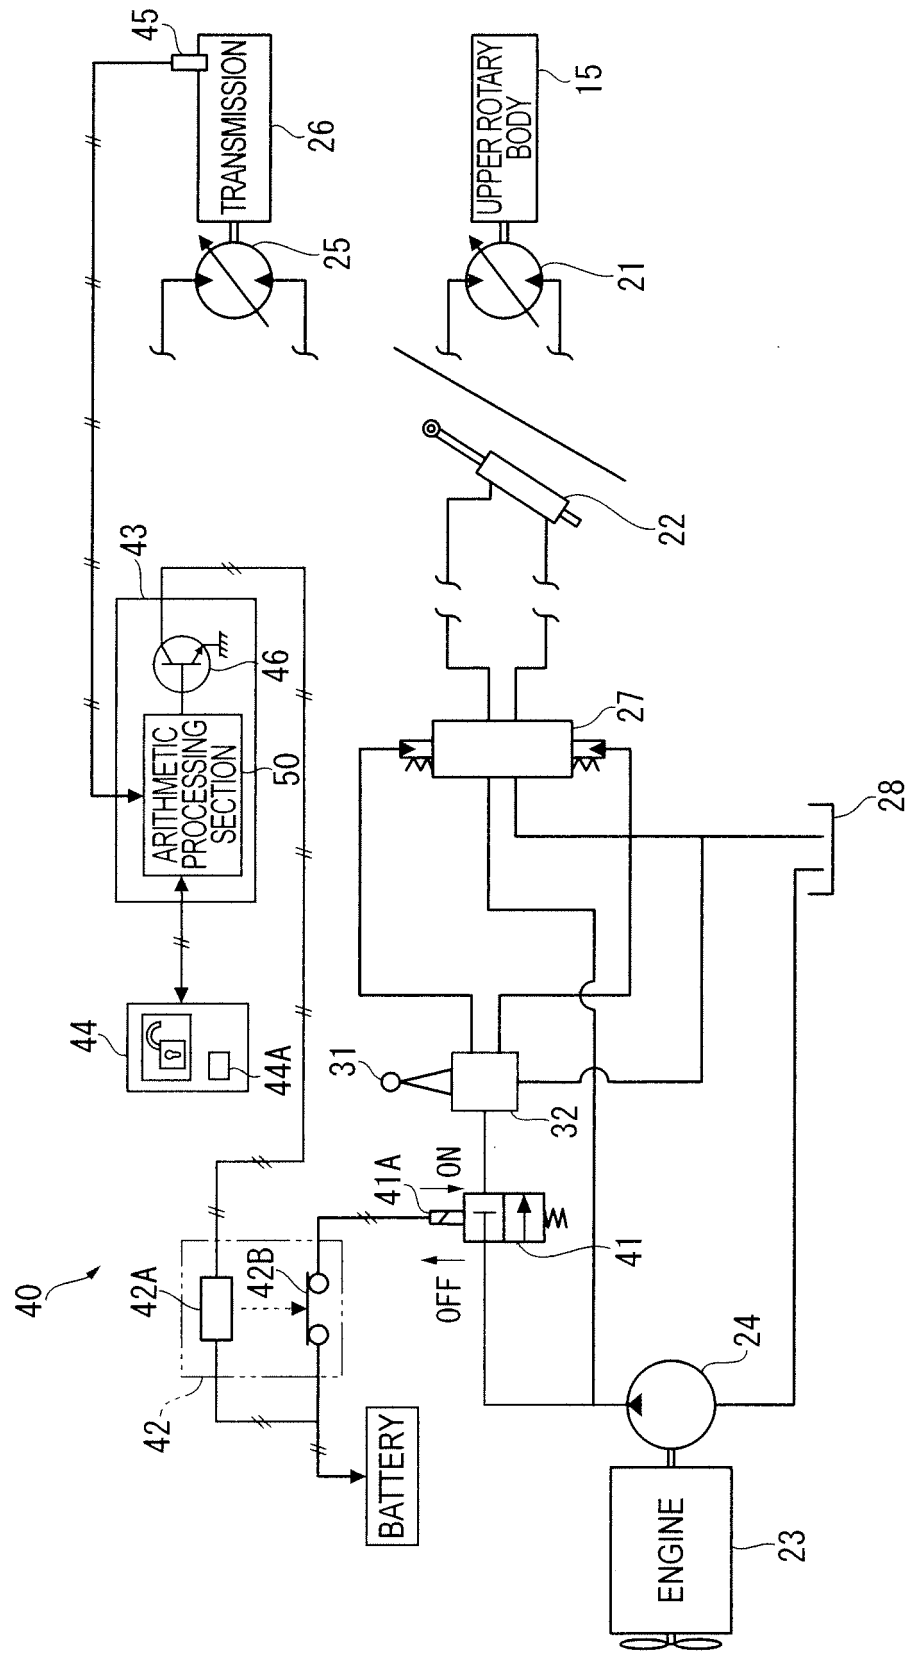 40
42
42A
42B
BATTERY
44
44A
43
ARITHMETIC
PROCESSING
SECTION
50
46
45
TRANSMISSION
26
25
UPPER ROTARY
BODY
15
21
22
27
28
31
32
41A
ON
OFF
41
24
ENGINE
23